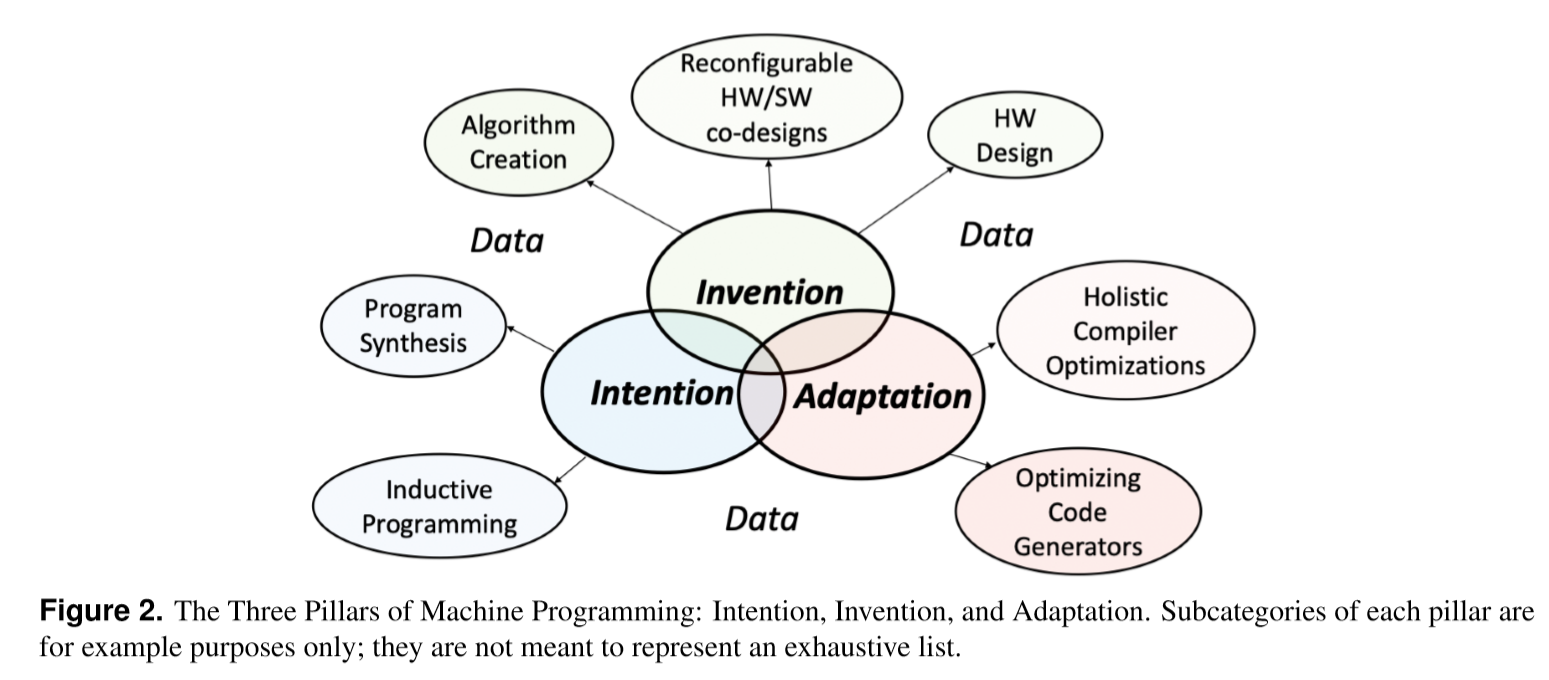 Reconfigurable
HW/SW
co-designs
Algorithm
Creation
HW
Design
Data
Data
Invention
Program
Synthesis
Holistic
Compiler
Optimizations
Intention
Adaptation
Inductive
Programming
Optimizing
Code
Generators
Data
Figure 2. The Three Pillars of Machine Programming: Intention, Invention, and Adaptation. Subcategories of each pillar are
for example purposes only; they are not meant to represent an exhaustive list.